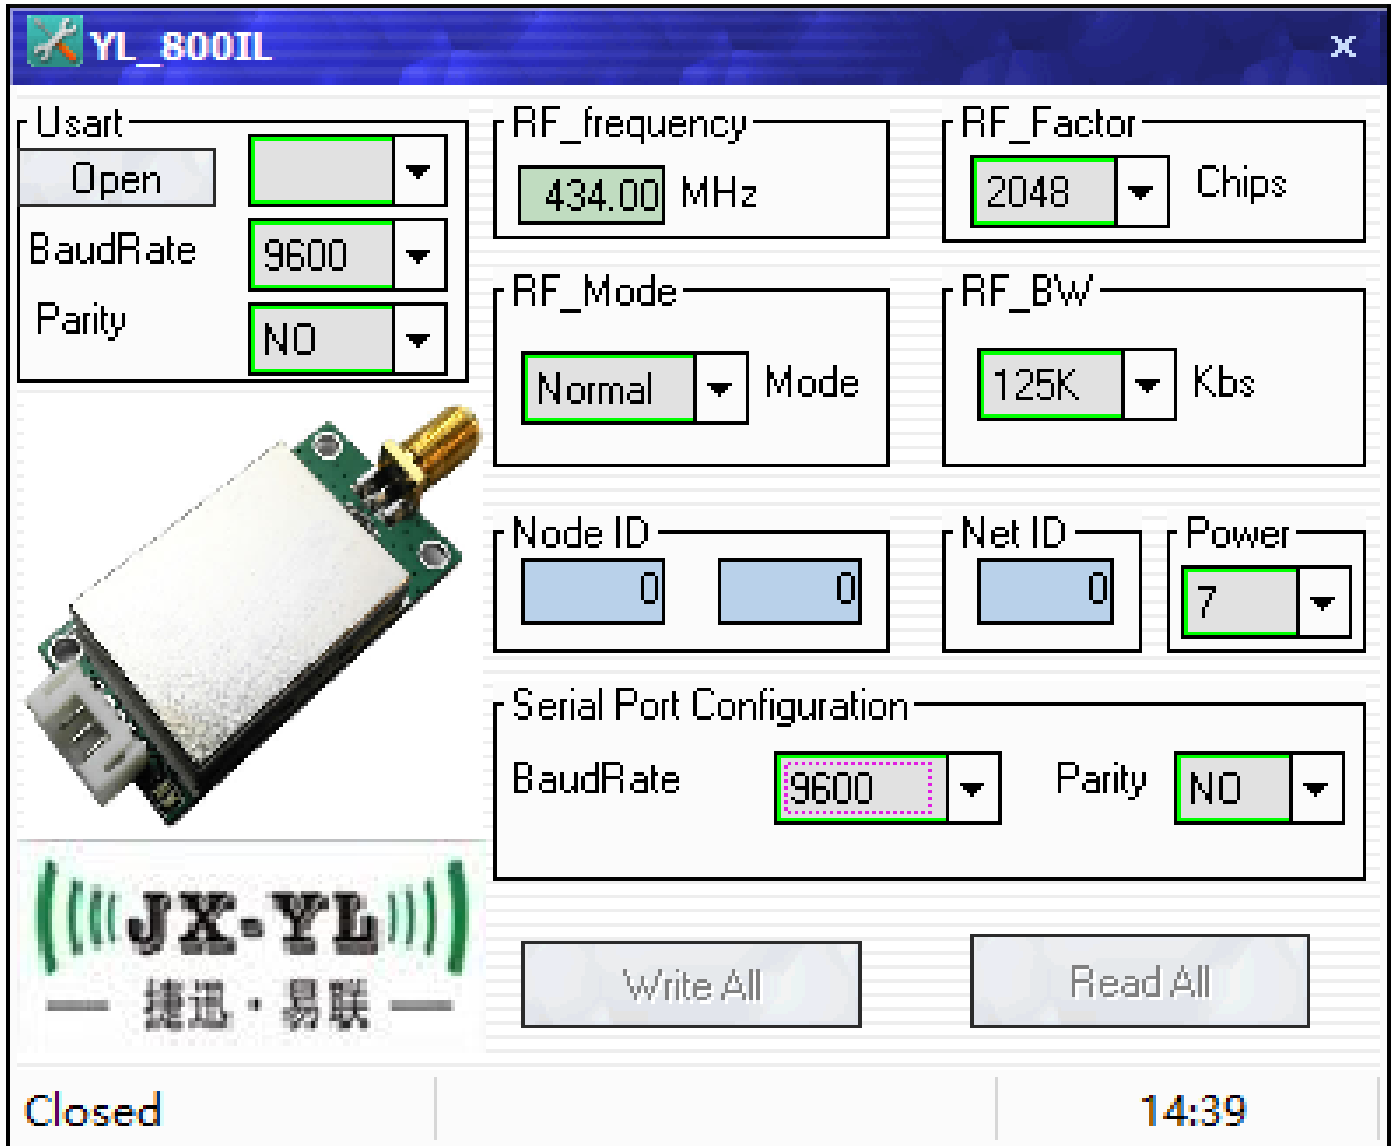 YL_800IL
x
Usart
Open
BaudRate 9600
Parity NO
RF_frequency
434.00 MHz
RF_Factor
2048 Chips
RF_Mode
Normal Mode
RF_BW
125K Kbs
Node ID
0 0
Net ID
0
Power
7
Serial Port Configuration
BaudRate 9600 Parity NO
JX-YL
捷迅·易联
Write All Read All
Closed 14:39